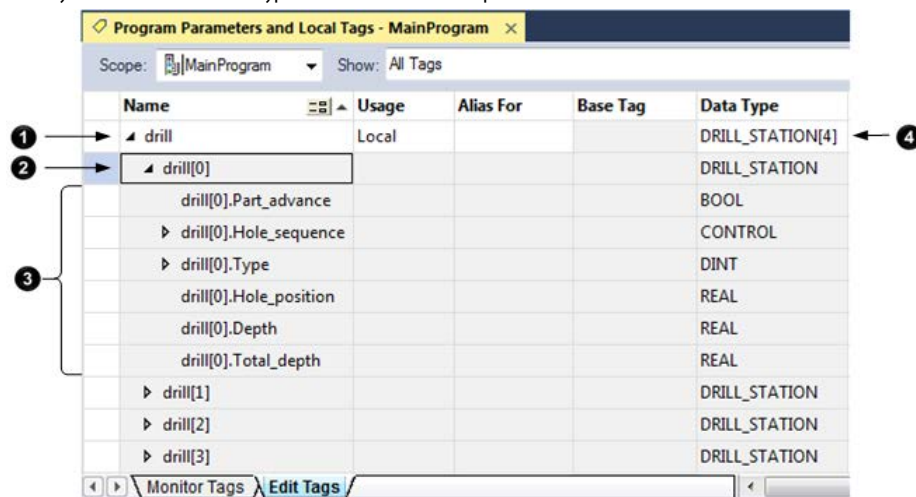 Program Parameters and Local Tags - MainProgram ×
Scope: MainProgram Show: All Tags
Name Usage Alias For Base Tag Data Type
1 drill Local DRILL_STATION[4] 4
2 drill[0] DRILL_STATION
drill[0].Part_advance BOOL
drill[0].Hole_sequence CONTROL
3 drill[0].Type DINT
drill[0].Hole_position REAL
drill[0].Depth REAL
drill[0].Total_depth REAL
drill[1] DRILL_STATION
drill[2] DRILL_STATION
drill[3] DRILL_STATION
Monitor Tags Edit Tags